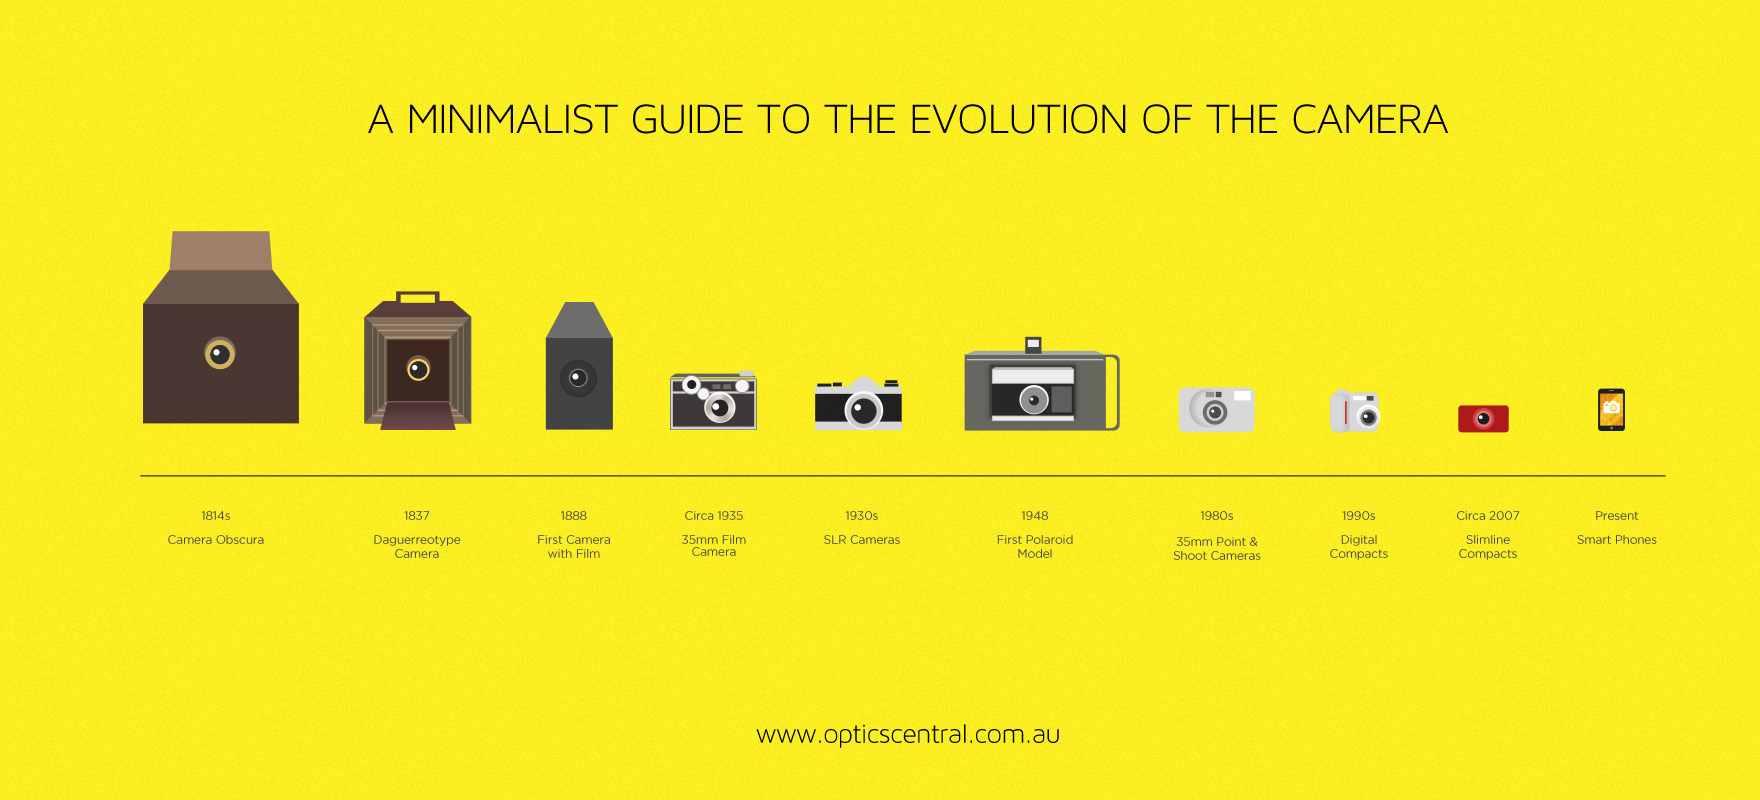 A MINIMALIST GUIDE TO THE EVOLUTION OF THE CAMERA
1814s
Camera Obscura
1837
Daguerreotype
Camera
1888
First Camera
with Film
Circa 1935
35mm Film
Camera
1930s
SLR Cameras
1948
First Polaroid
Model
1980s
35mm Point &
Shoot Cameras
1990s
Digital
Compacts
Circa 2007
Slimline
Compacts
Present
Smart Phones
www.opticscentral.com.au